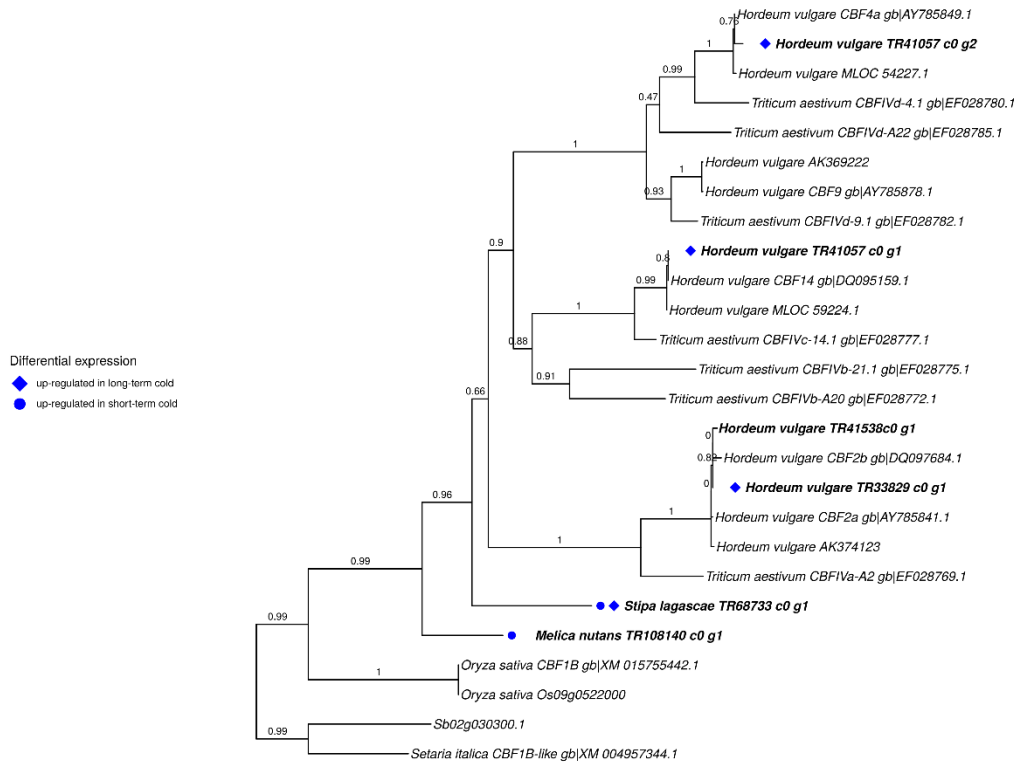 0.76
Hordeum vulgare CBF4a gb|AY785849.1
1
Hordeum vulgare TR41057 c0 g2
0.99
Hordeum vulgare MLOC 54227.1
0.47
Triticum aestivum CBFIVd-4.1 gb|EF028780.1
Triticum aestivum CBFIVd-A22 gb|EF028785.1
1
1
Hordeum vulgare AK369222
0.93
Hordeum vulgare CBF9 gb|AY785878.1
Triticum aestivum CBFIVd-9.1 gb|EF028782.1
0.9
0.8
Hordeum vulgare TR41057 c0 g1
0.99
Hordeum vulgare CBF14 gb|DQ095159.1
1
Hordeum vulgare MLOC 59224.1
0.88
Triticum aestivum CBFIVc-14.1 gb|EF028777.1
Differential expression
up-regulated in long-term cold
up-regulated in short-term cold
0.91
Triticum aestivum CBFIVb-21.1 gb|EF028775.1
0.66
Triticum aestivum CBFIVb-A20 gb|EF028772.1
0
Hordeum vulgare TR41538c0 g1
Hordeum vulgare CBF2b gb|DQ097684.1
0
Hordeum vulgare TR33829 c0 g1
0.96
1
Hordeum vulgare CBF2a gb|AY785841.1
1
Hordeum vulgare AK374123
0.99
Triticum aestivum CBFIVa-A2 gb|EF028769.1
Stipa lagascae TR68733 c0 g1
0.99
Melica nutans TR108140 c0 g1
1
Oryza sativa CBF1B gb|XM 015755442.1
Oryza sativa Os09g0522000
0.99
Sb02g030300.1
Setaria italica CBF1B-like gb|XM 004957344.1